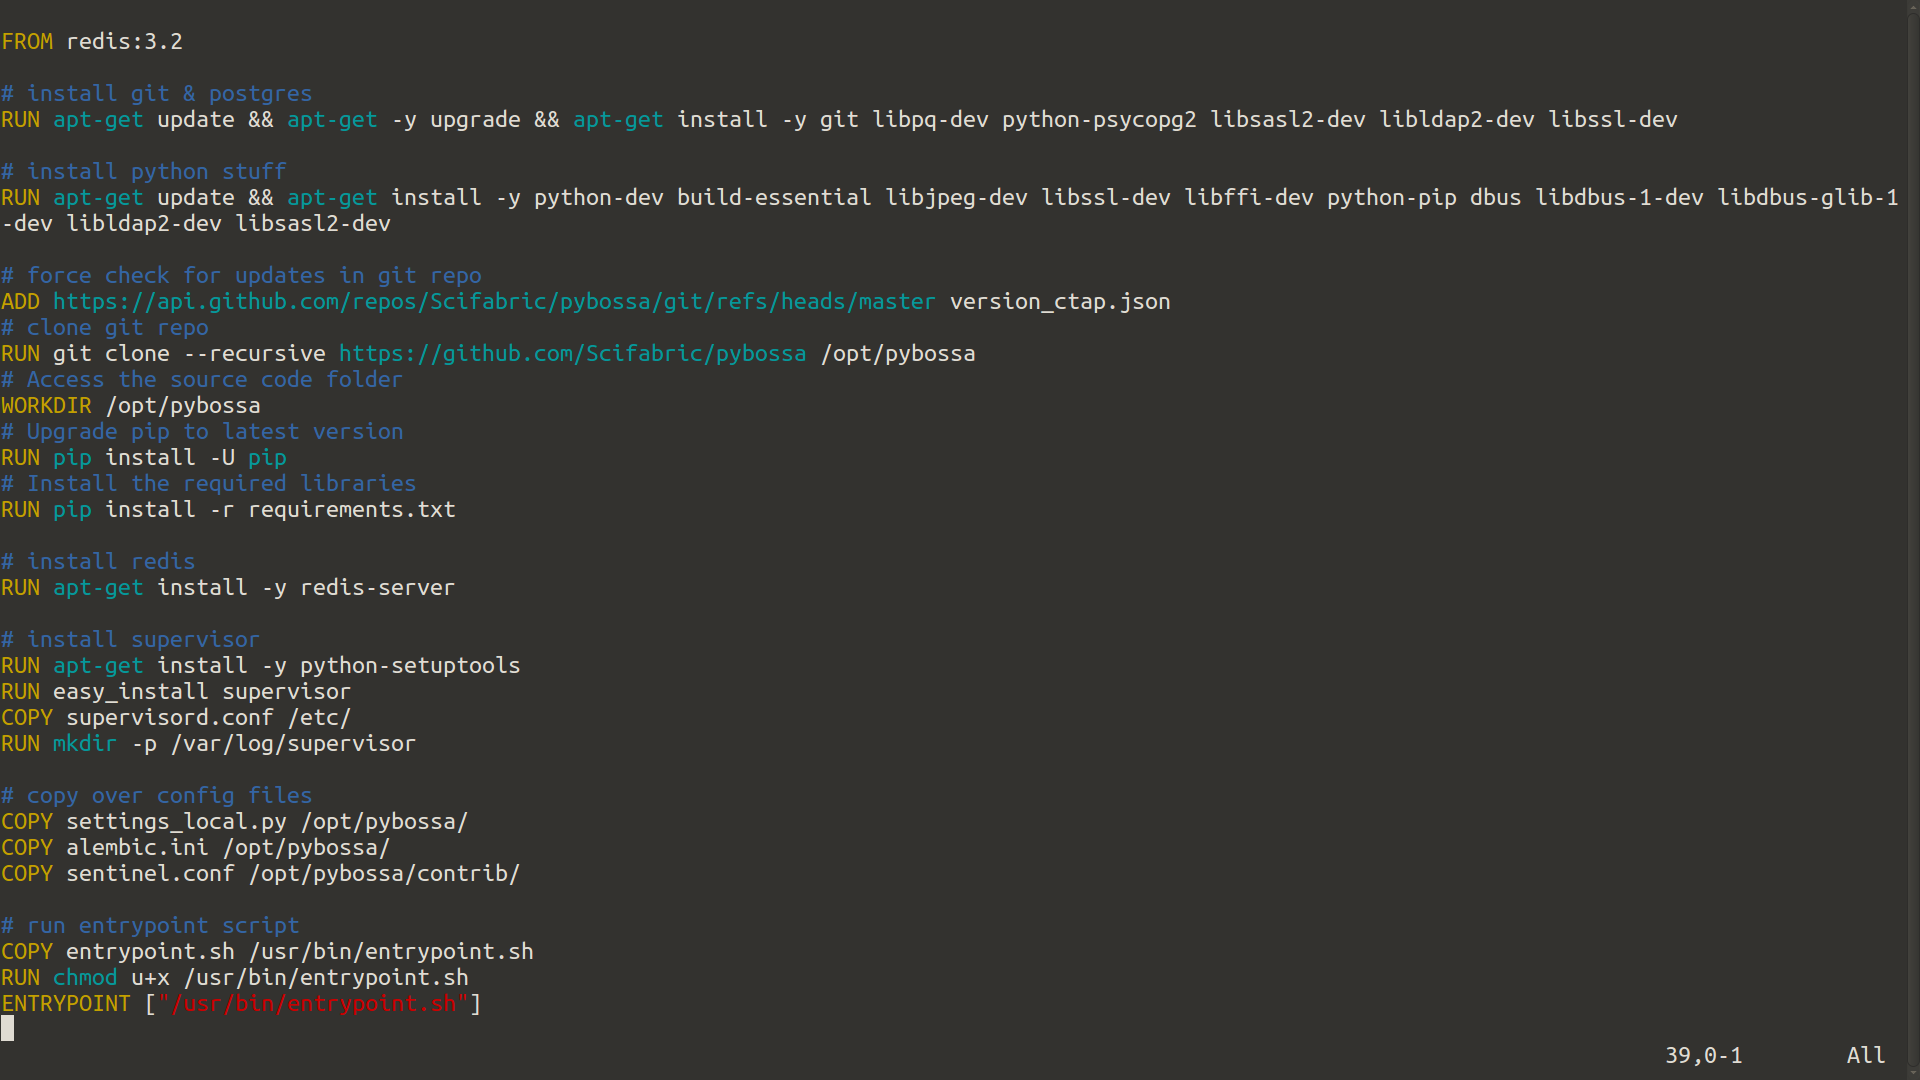 FROM redis:3.2
# install git & postgres
RUN apt-get update && apt-get -y upgrade && apt-get install -y git libpq-dev python-psycopg2 libsasl2-dev libldap2-dev libssl-dev
# install python stuff
RUN apt-get update && apt-get install -y python-dev build-essential libjpeg-dev libssl-dev libffi-dev python-pip dbus libdbus-1-dev libdbus-glib-1
-dev libldap2-dev libsasl2-dev
# force check for updates in git repo
ADD https://api.github.com/repos/Scifabric/pybossa/git/refs/heads/master version_ctap.json
# clone git repo
RUN git clone --recursive https://github.com/Scifabric/pybossa /opt/pybossa
# Access the source code folder
WORKDIR /opt/pybossa
# Upgrade pip to latest version
RUN pip install -U pip
# Install the required libraries
RUN pip install -r requirements.txt
# install redis
RUN apt-get install -y redis-server
# install supervisor
RUN apt-get install -y python-setuptools
RUN easy_install supervisor
COPY supervisord.conf /etc/
RUN mkdir -p /var/log/supervisor
# copy over config files
COPY settings_local.py /opt/pybossa/
COPY alembic.ini /opt/pybossa/
COPY sentinel.conf /opt/pybossa/contrib/
# run entrypoint script
COPY entrypoint.sh /usr/bin/entrypoint.sh
RUN chmod u+x /usr/bin/entrypoint.sh
ENTRYPOINT ["/usr/bin/entrypoint.sh"]
39,0-1 All